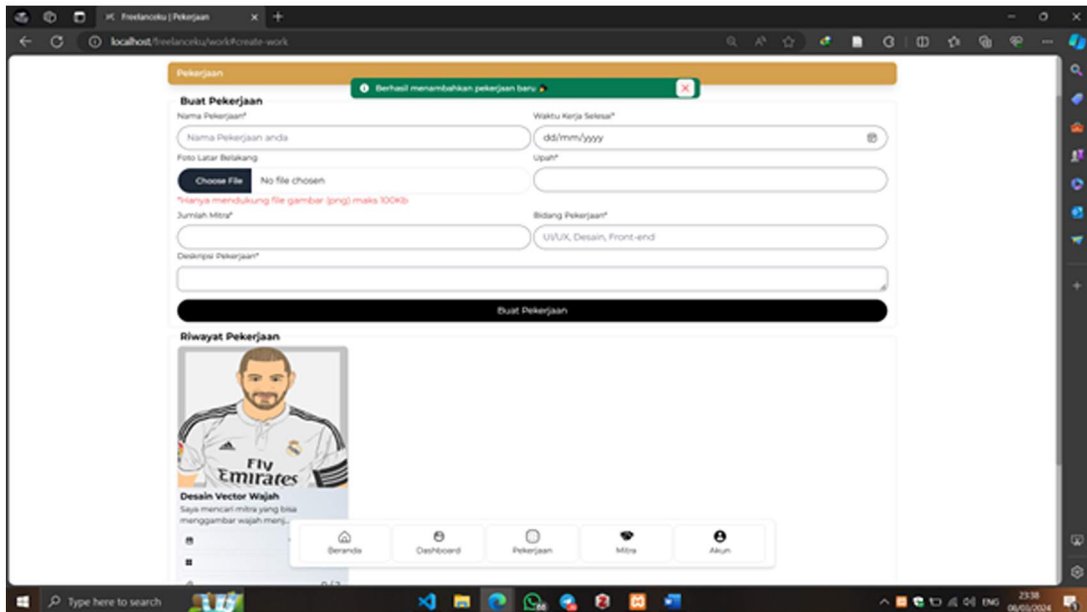 Freelanceku | Pekerjaan
localhost/freelanceku/work#create-work
Pekerjaan
Berhasil menambahkan pekerjaan baru
Buat Pekerjaan
Nama Pekerjaan* Waktu Kerja Selesai*
Nama Pekerjaan anda dd/mm/yyyy
Foto Latar Belakang Upah*
Choose File No file chosen
*Hanya mendukung file gambar (png) maks 100Kb
Jumlah Mitra* Bidang Pekerjaan*
UI/UX, Desain, Front-end
Deskripsi Pekerjaan*
Buat Pekerjaan
Riwayat Pekerjaan
Fly
Emirates
Desain Vector Wajah
Saya mencari mitra yang bisa
menggambar wajah menj...
Beranda Dashboard Pekerjaan Mitra Akun
Type here to search
ENG
23:38
08/03/2024